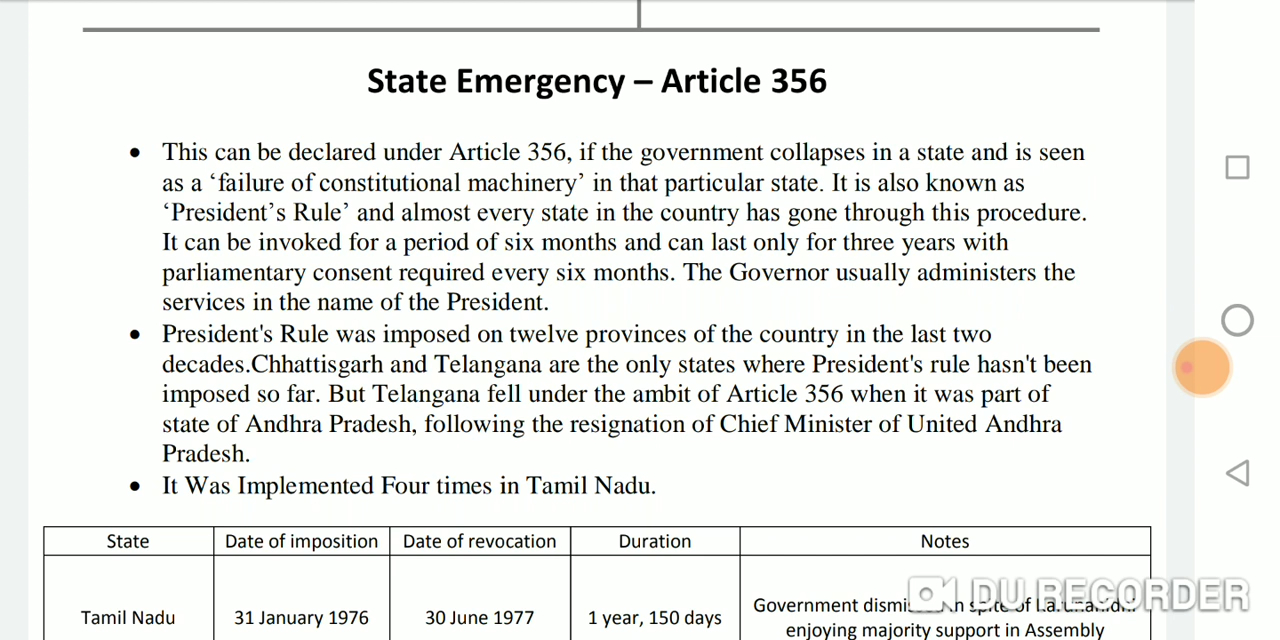 State Emergency – Article 356
• This can be declared under Article 356, if the government collapses in a state and is seen
as a ‘failure of constitutional machinery’ in that particular state. It is also known as
‘President’s Rule’ and almost every state in the country has gone through this procedure.
It can be invoked for a period of six months and can last only for three years with
parliamentary consent required every six months. The Governor usually administers the
services in the name of the President.
• President's Rule was imposed on twelve provinces of the country in the last two
decades.Chhattisgarh and Telangana are the only states where President's rule hasn't been
imposed so far. But Telangana fell under the ambit of Article 356 when it was part of
state of Andhra Pradesh, following the resignation of Chief Minister of United Andhra
Pradesh.
• It Was Implemented Four times in Tamil Nadu.
State Date of imposition Date of revocation Duration Notes
Government of
Tamil Nadu 31 January 1976 30 June 1977 1 year, 150 days
enjoying majority support in Assembly
DU RECORDER